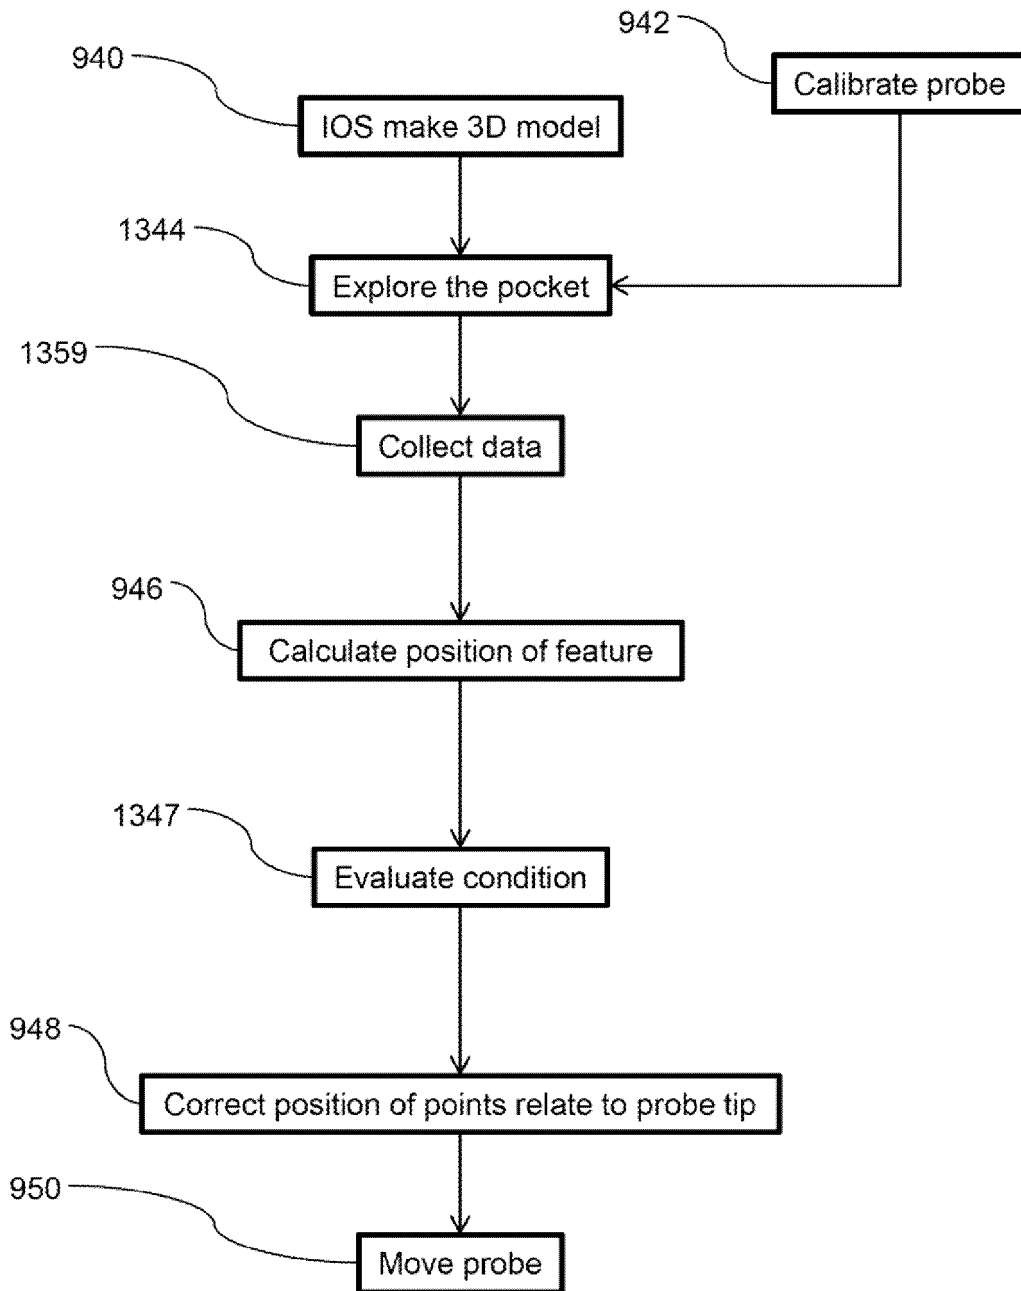 942
940
Calibrate probe
IOS make 3D model
1344
Explore the pocket
1359
Collect data
946
Calculate position of feature
1347
Evaluate condition
948
Correct position of points relate to probe tip
950
Move probe